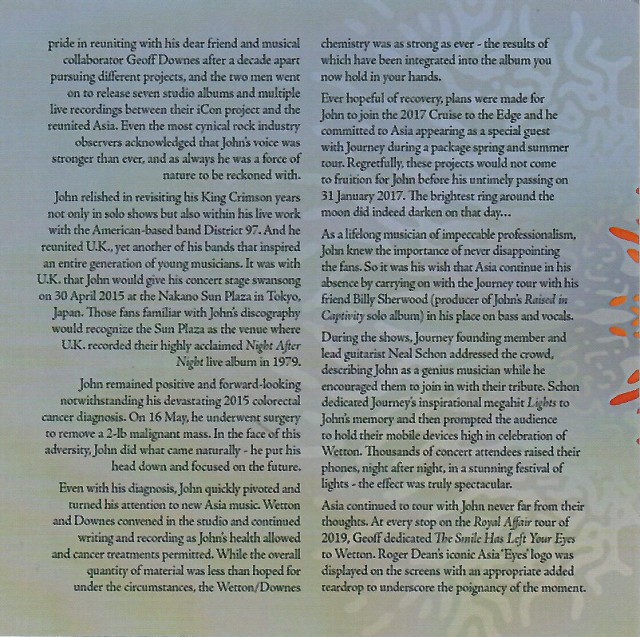 pride in reuniting with his dear friend and musical
collaborator Geoff Downes after a decade apart
pursuing different projects, and the two men went
on to release seven studio albums and multiple
live recordings between their iCon project and the
reunited Asia. Even the most cynical rock industry
observers acknowledged that John's voice was
stronger than ever, and as always he was a force of
nature to be reckoned with.
John relished in revisiting his King Crimson years
not only in solo shows but also within his live work
with the American-based band District 97. And he
reunited U.K., yet another of his bands that inspired
an entire generation of young musicians. It was with
U.K. that John would give his concert stage swansong
on 30 April 2015 at the Nakano Sun Plaza in Tokyo,
Japan. Those fans familiar with John's discography
would recognize the Sun Plaza as the venue where
U.K. recorded their highly acclaimed Night After
Night live album in 1979.
John remained positive and forward-looking
notwithstanding his devastating 2015 colorectal
cancer diagnosis. On 16 May, he underwent surgery
to remove a 2-lb malignant mass. In the face of this
adversity, John did what came naturally - he put his
head down and focused on the future.
Even with his diagnosis, John quickly pivoted and
turned his attention to new Asia music. Wetton
and Downes convened in the studio and continued
writing and recording as John's health allowed
and cancer treatments permitted. While the overall
quantity of material was less than hoped for
under the circumstances, the Wetton/Downes
chemistry was as strong as ever - the results of
which have been integrated into the album you
now hold in your hands.
Ever hopeful of recovery, plans were made for
John to join the 2017 Cruise to the Edge and he
committed to Asia appearing as a special guest
with Journey during a package spring and summer
tour. Regretfully, these projects would not come
to fruition for John before his untimely passing on
31 January 2017. The brightest ring around the
moon did indeed darken on that day...
As a lifelong musician of impeccable professionalism,
John knew the importance of never disappointing
the fans. So it was his wish that Asia continue in his
absence by carrying on with the Journey tour with his
friend Billy Sherwood (producer of John's Raised in
Captivity solo album) in his place on bass and vocals.
During the shows, Journey founding member and
lead guitarist Neal Schon addressed the crowd,
describing John as a genius musician while he
encouraged them to join in with their tribute. Schon
dedicated Journey's inspirational megahit Lights to
John's memory and then prompted the audience
to hold their mobile devices high in celebration of
Wetton. Thousands of concert attendees raised their
phones, night after night, in a stunning festival of
lights - the effect was truly spectacular.
Asia continued to tour with John never far from their
thoughts. At every stop on the Royal Affair tour of
2019, Geoff dedicated The Smile Has Left Your Eyes
to Wetton. Roger Dean's iconic Asia 'Eyes' logo was
displayed on the screens with an appropriate added
teardrop to underscore the poignancy of the moment.